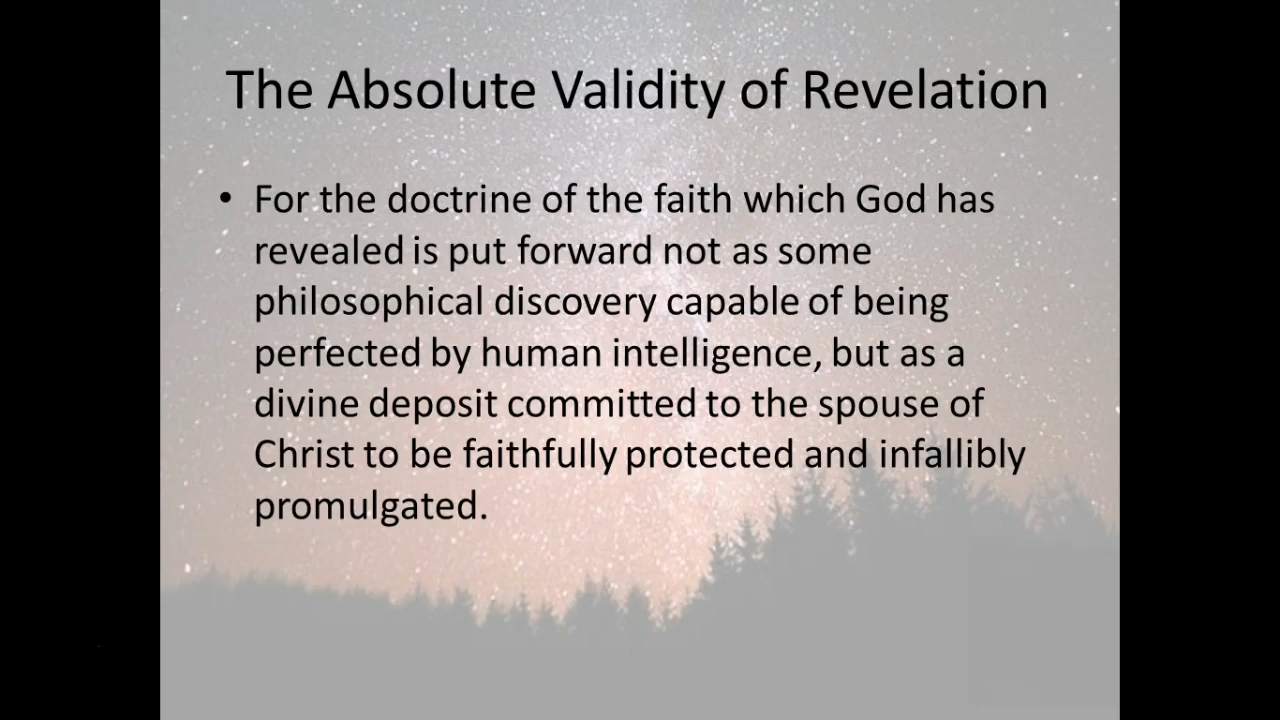 The Absolute Validity of Revelation
• For the doctrine of the faith which God has
revealed is put forward not as some
philosophical discovery capable of being
perfected by human intelligence, but as a
divine deposit committed to the spouse of
Christ to be faithfully protected and infallibly
promulgated.